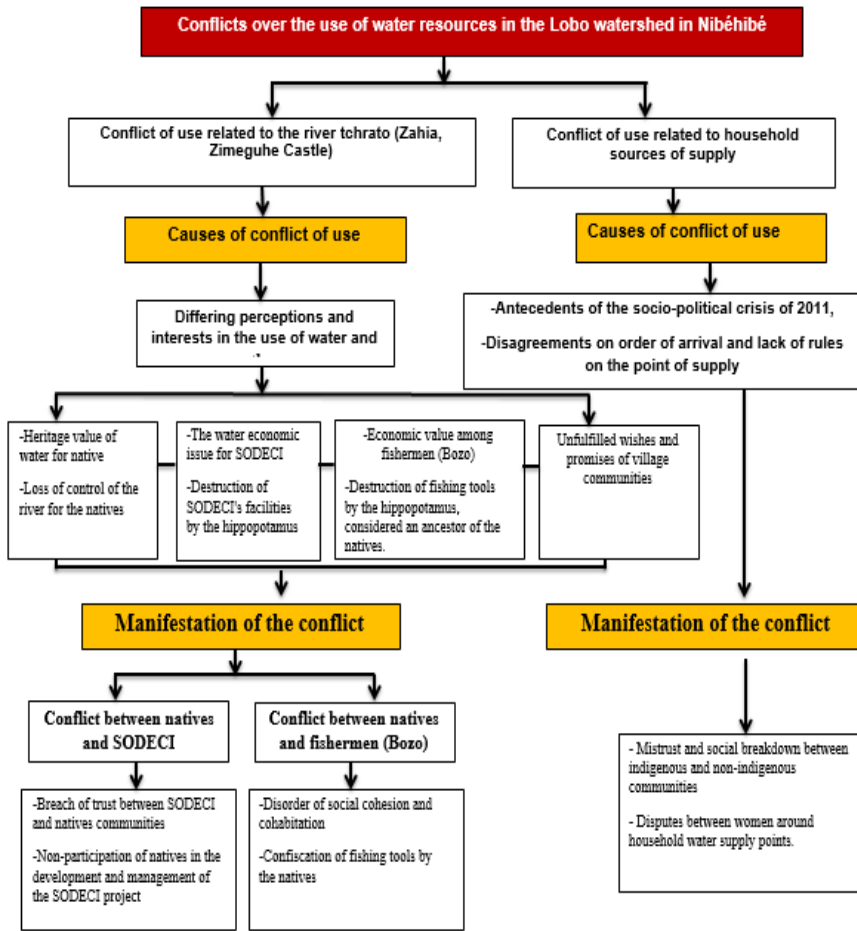 Conflicts over the use of water resources in the Lobo watershed in Nibéhibé
Conflict of use related to the river tchrato (Zahia,
Zimeguhe Castle)
Conflict of use related to household
sources of supply
Causes of conflict of use
Causes of conflict of use
Differing perceptions and
interests in the use of water and
-Antecedents of the socio-political crisis of 2011,
-Disagreements on order of arrival and lack of rules
on the point of supply
-Heritage value of
water for native
-Loss of control of the
river for the natives
-The water economic
issue for SODECI
-Destruction of
SODECI's facilities
by the hippopotamus
-Economic value among
fishermen (Bozo)
-Destruction of fishing tools
by the hippopotamus,
considered an ancestor of the
natives.
Unfulfilled wishes and
promises of village
communities
Manifestation of the conflict
Manifestation of the conflict
Conflict between natives
and SODECI
Conflict between natives
and fishermen (Bozo)
-Breach of trust between SODECI
and natives communities
-Non-participation of natives in the
development and management of
the SODECI project
-Disorder of social cohesion and
cohabitation
-Confiscation of fishing tools by
the natives
- Mistrust and social breakdown between
indigenous and non-indigenous
communities
- Disputes between women around
household water supply points.